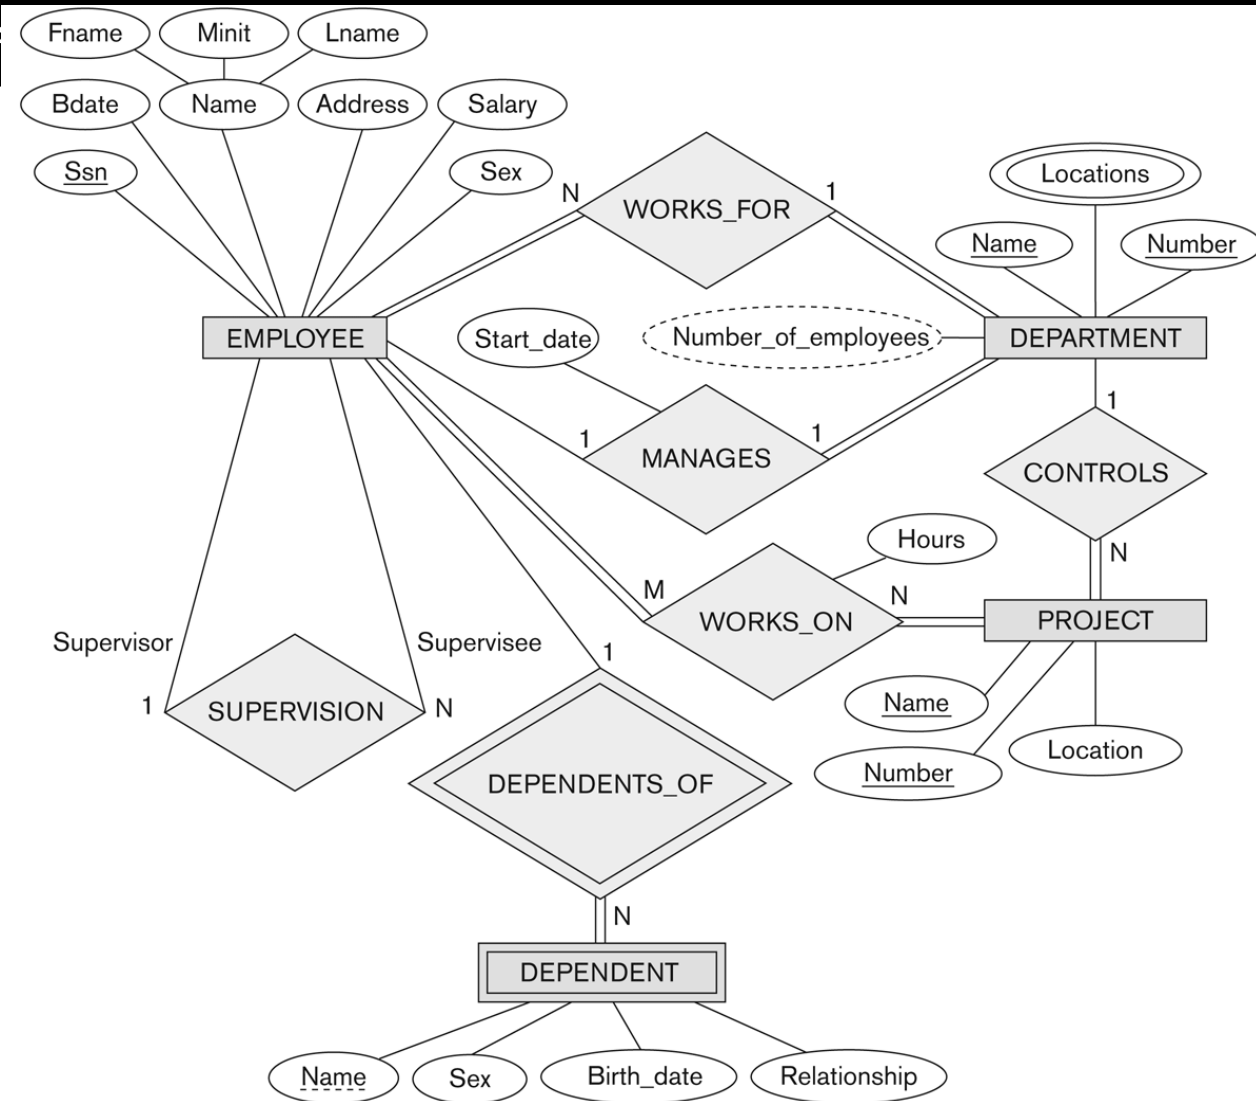 Fname
Minit
Lname
Bdate
Name
Address
Salary
Ssn
Sex
N
WORKS_FOR
1
Locations
Name
Number
EMPLOYEE
Start_date
Number_of_employees
DEPARTMENT
1
MANAGES
1
1
CONTROLS
N
Hours
M
WORKS_ON
N
PROJECT
Supervisor
Supervisee
1
SUPERVISION
N
1
Name
Number
Location
DEPENDENTS_OF
N
DEPENDENT
Name
Sex
Birth_date
Relationship